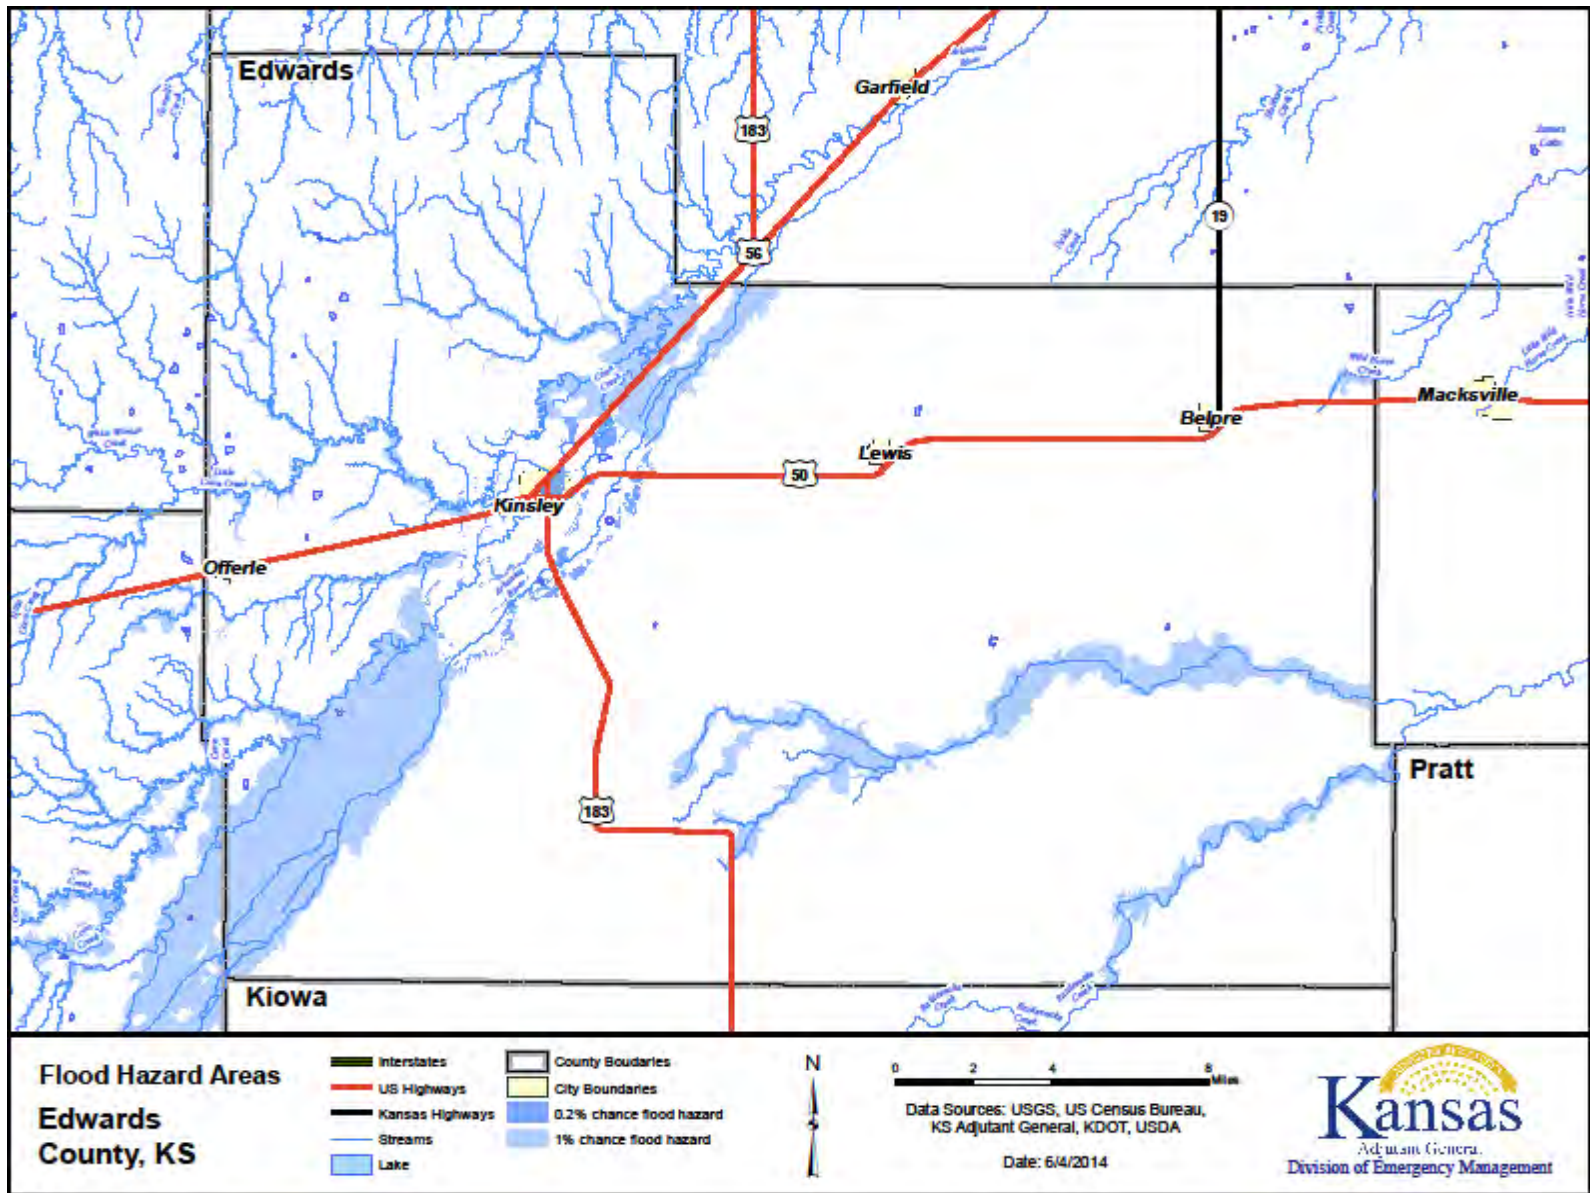 Edwards
Garfield
183
56
19
Macksville
Belpre
Lewis
50
Kinsley
Offerle
Pratt
183
Kiowa
Flood Hazard Areas
Edwards
County, KS
Interstates
US Highways
Kansas Highways
Streams
Lake
County Boudaries
City Boundaries
0.2% chance flood hazard
1% chance flood hazard
N
0 2 4 8
Miles
Data Sources: USGS, US Census Bureau,
KS Adjutant General, KDOT, USDA
Date: 6/4/2014
Kansas
Adjutant General
Division of Emergency Management